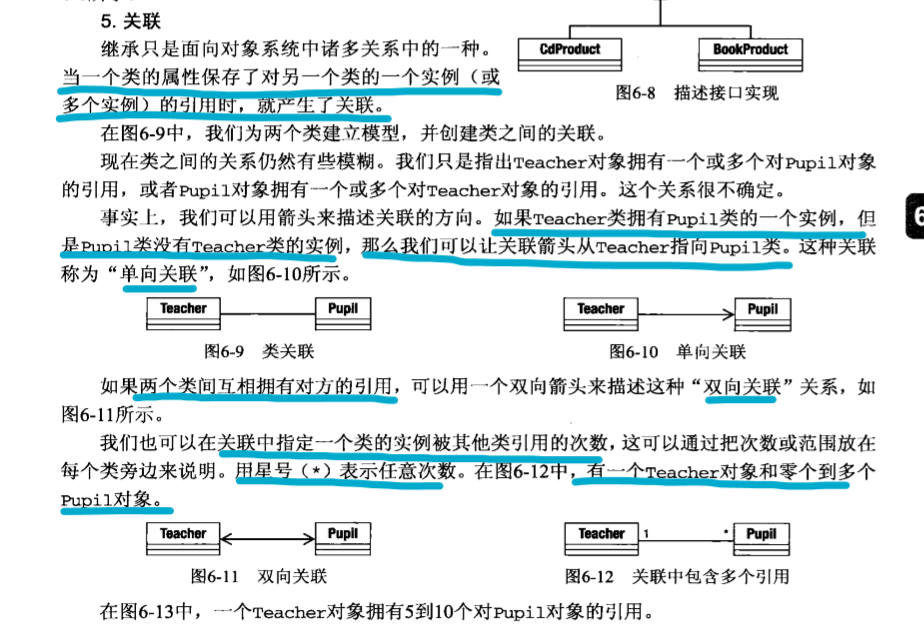 5. 关联
继承只是面向对象系统中诸多关系中的一种。
当一个类的属性保存了对另一个类的一个实例（或
多个实例）的引用时，就产生了关联。
CdProduct
BookProduct
图6-8 描述接口实现
在图6-9中，我们为两个类建立模型，并创建类之间的关联。
现在类之间的关系仍然有些模糊。我们只是指出Teacher对象拥有一个或多个对Pupil对象
的引用，或者Pupil对象拥有一个或多个对Teacher对象的引用。这个关系很不确定。
事实上，我们可以用箭头来描述关联的方向。如果Teacher类拥有Pupil类的一个实例，但
是Pupil类没有Teacher类的实例，那么我们可以让关联箭头从Teacher指向Pupil类。这种关联
称为“单向关联”，如图6-10所示。
6
Teacher
Pupil
图6-9 类关联
Teacher
Pupil
图6-10 单向关联
如果两个类间互相拥有对方的引用，可以用一个双向箭头来描述这种“双向关联”关系，如
图6-11所示。
我们也可以在关联中指定一个类的实例被其他类引用的次数，这可以通过把次数或范围放在
每个类旁边来说明。用星号（*）表示任意次数。在图6-12中，有一个Teacher对象和零个到多个
Pupil对象。
Teacher
Pupil
图6-11 双向关联
Teacher
1
*
Pupil
图6-12 关联中包含多个引用
在图6-13中，一个Teacher对象拥有5到10个对Pupil对象的引用。